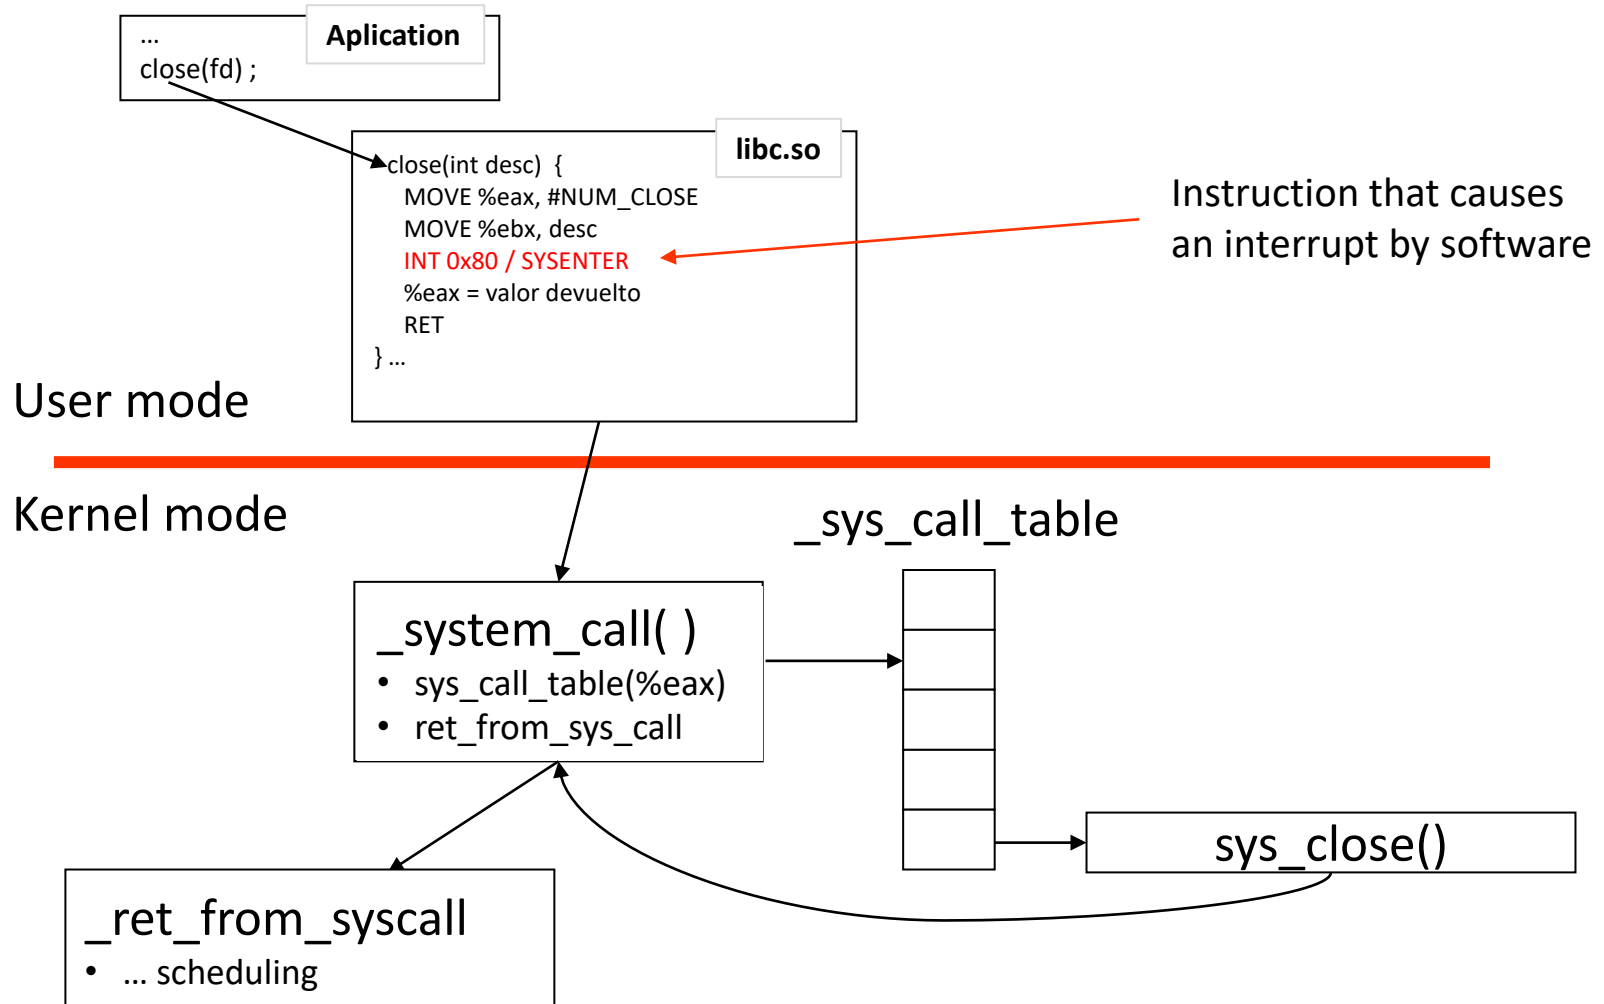 ...
Aplication
close(fd) ;
libc.so
close(int desc) {
MOVE %eax, #NUM_CLOSE
MOVE %ebx, desc
INT 0x80 / SYSENTER
%eax = valor devuelto
RET
} ...
Instruction that causes
an interrupt by software
User mode
Kernel mode
_sys_call_table
_system_call( )
• sys_call_table(%eax)
• ret_from_sys_call
sys_close()
_ret_from_syscall
• ... scheduling